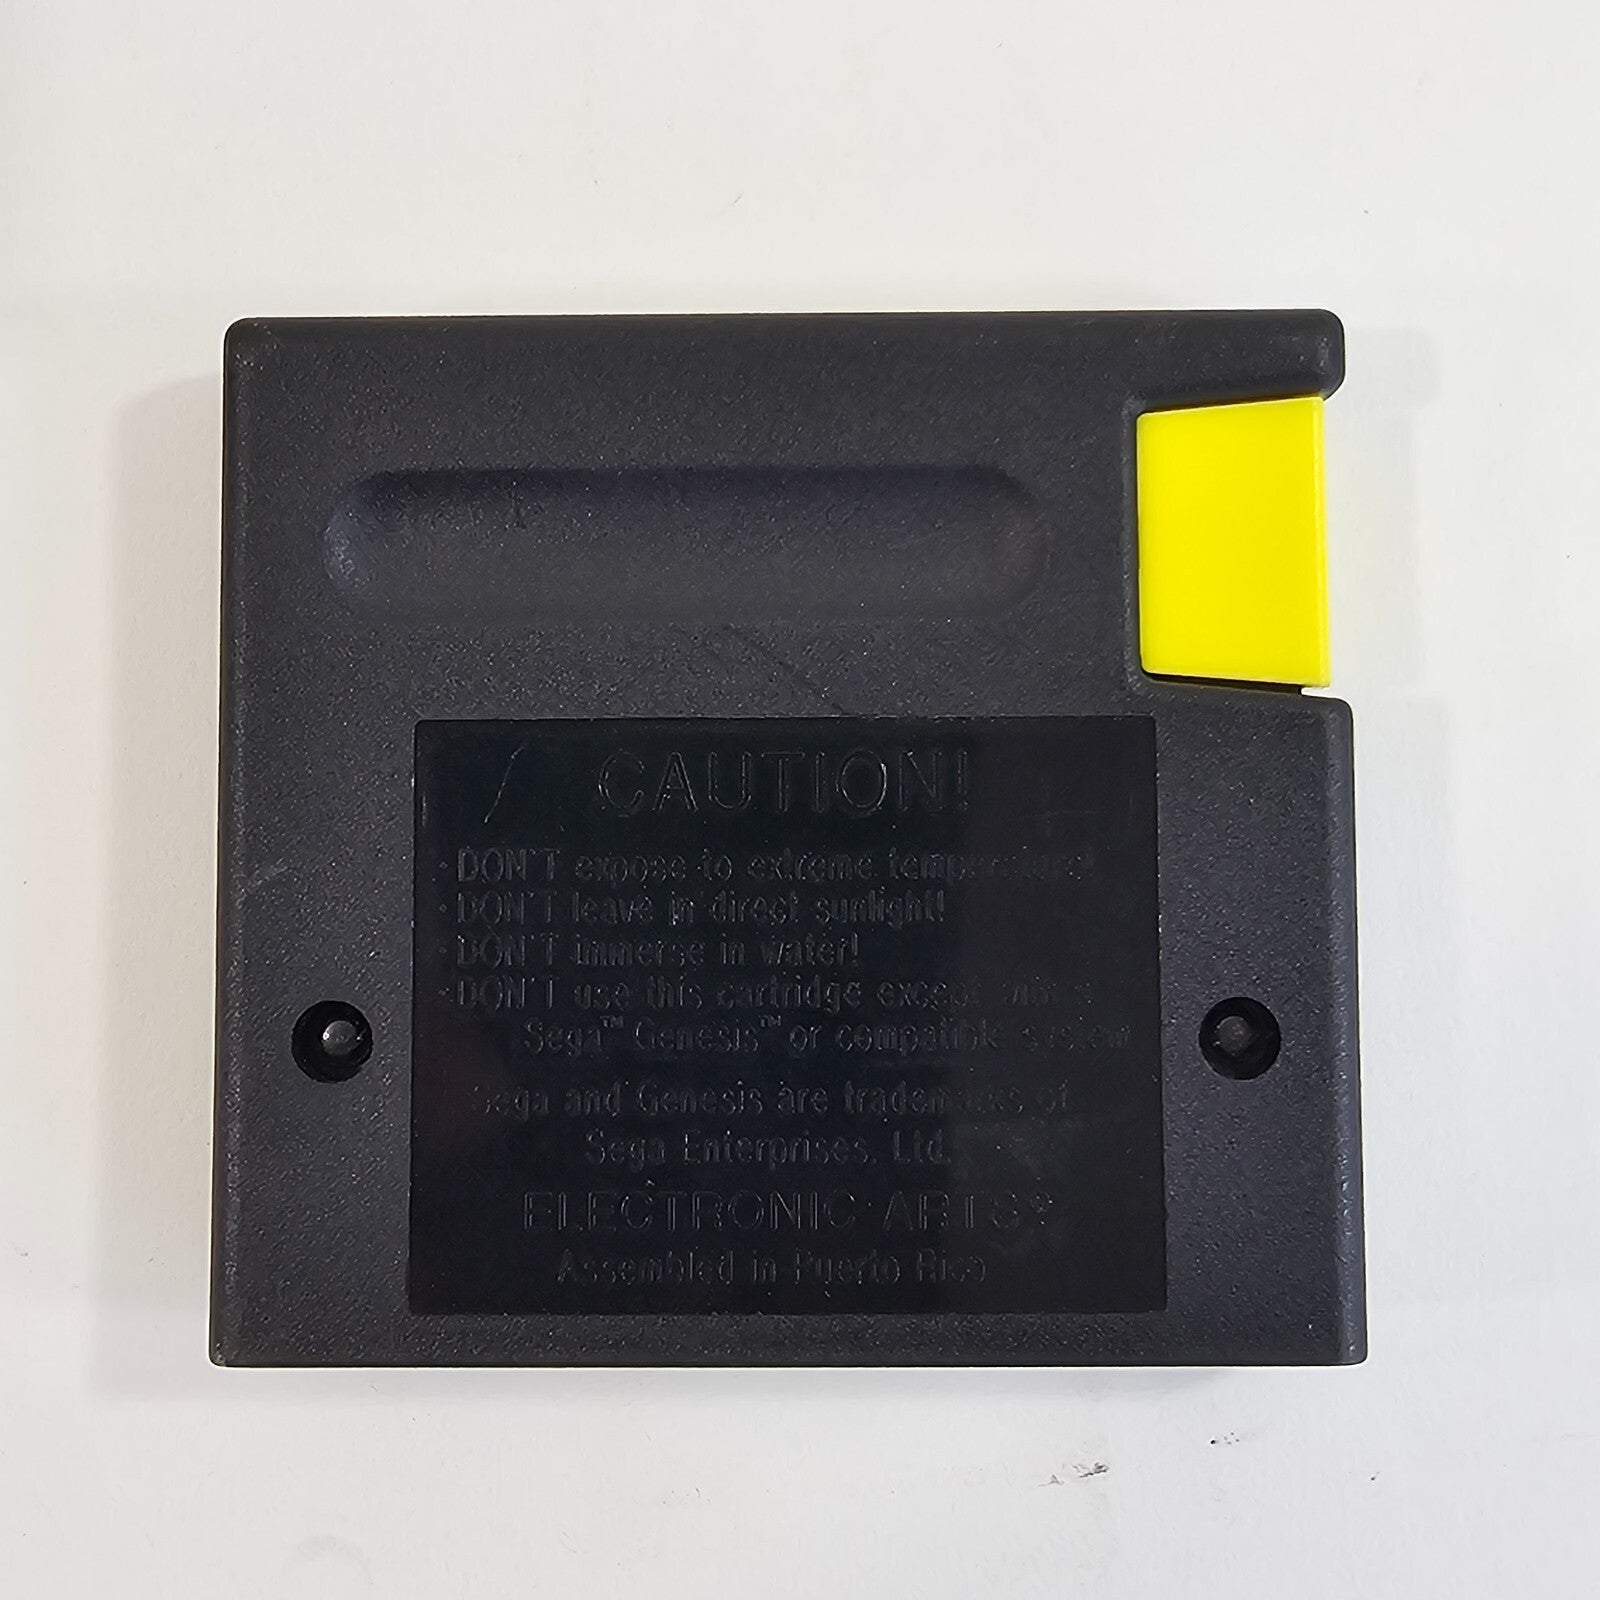 CAUTION!
· DON'T expose to extreme temperatures!
· DON'T leave in direct sunlight!
· DON'T immerse in water!
· DON'T use this cartridge except with a
Sega™ Genesis™ or compatible system
Sega and Genesis are trademarks of
Sega Enterprises, Ltd.
ELECTRONIC ARTS®
Assembled in Puerto Rico